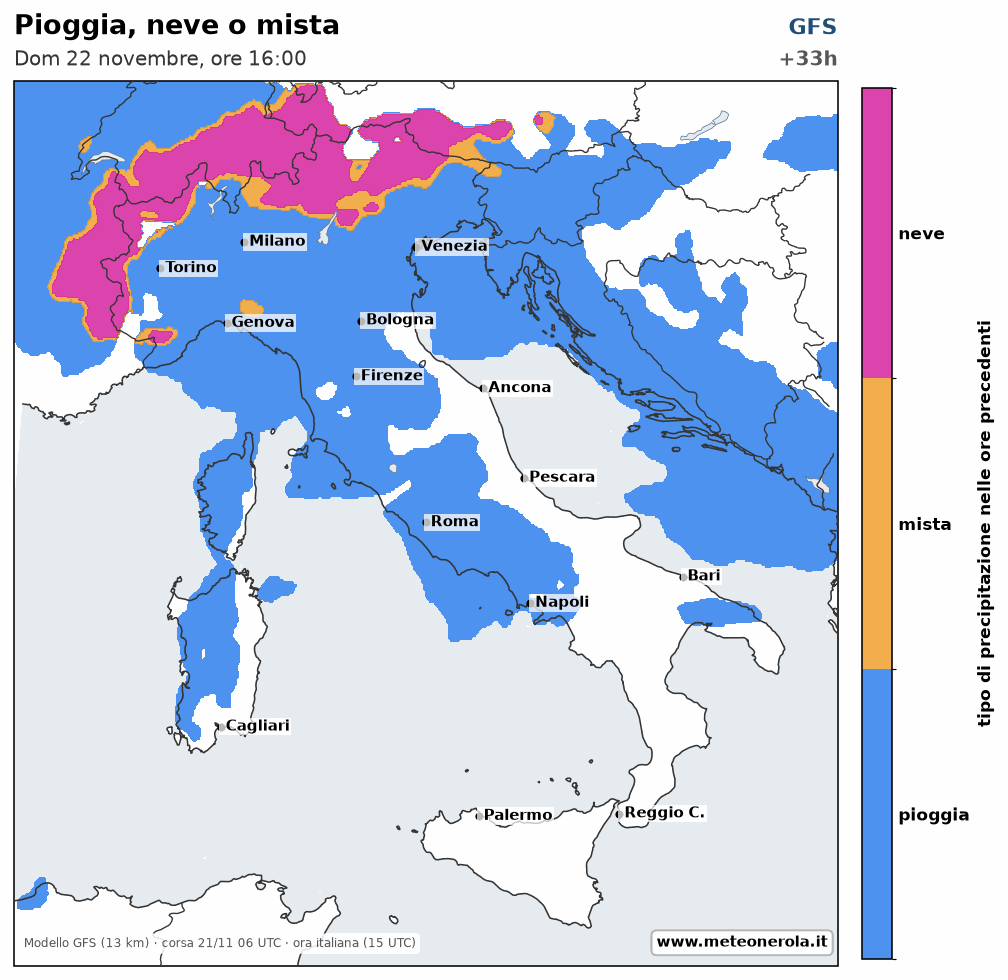 Pioggia, neve o mista
GFS
Dom 22 novembre, ore 16:00
+33h
neve
Milano
Venezia
Torino
Genova
Bologna
Firenze
Ancona
Pescara
mista
Roma
Bari
Napoli
Cagliari
Palermo
Reggio C.
pioggia
tipo di precipitazione nelle ore precedenti
Modello GFS (13 km) · corsa 21/11 06 UTC · ora italiana (15 UTC)
www.meteonerola.it